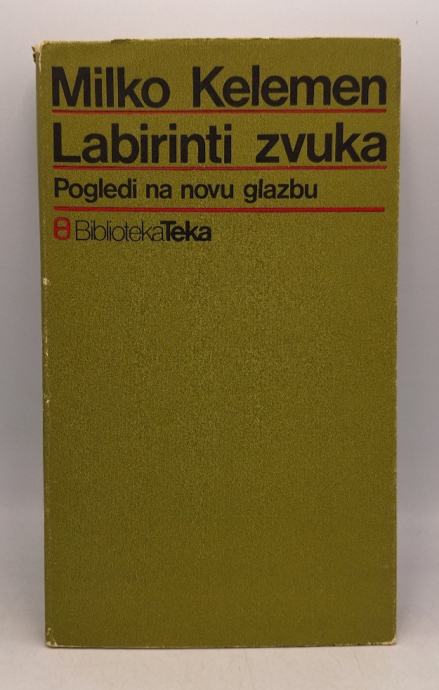 Milko Kelemen
Labirinti zvuka
Pogledi na novu glazbu
BibliotekaTeka